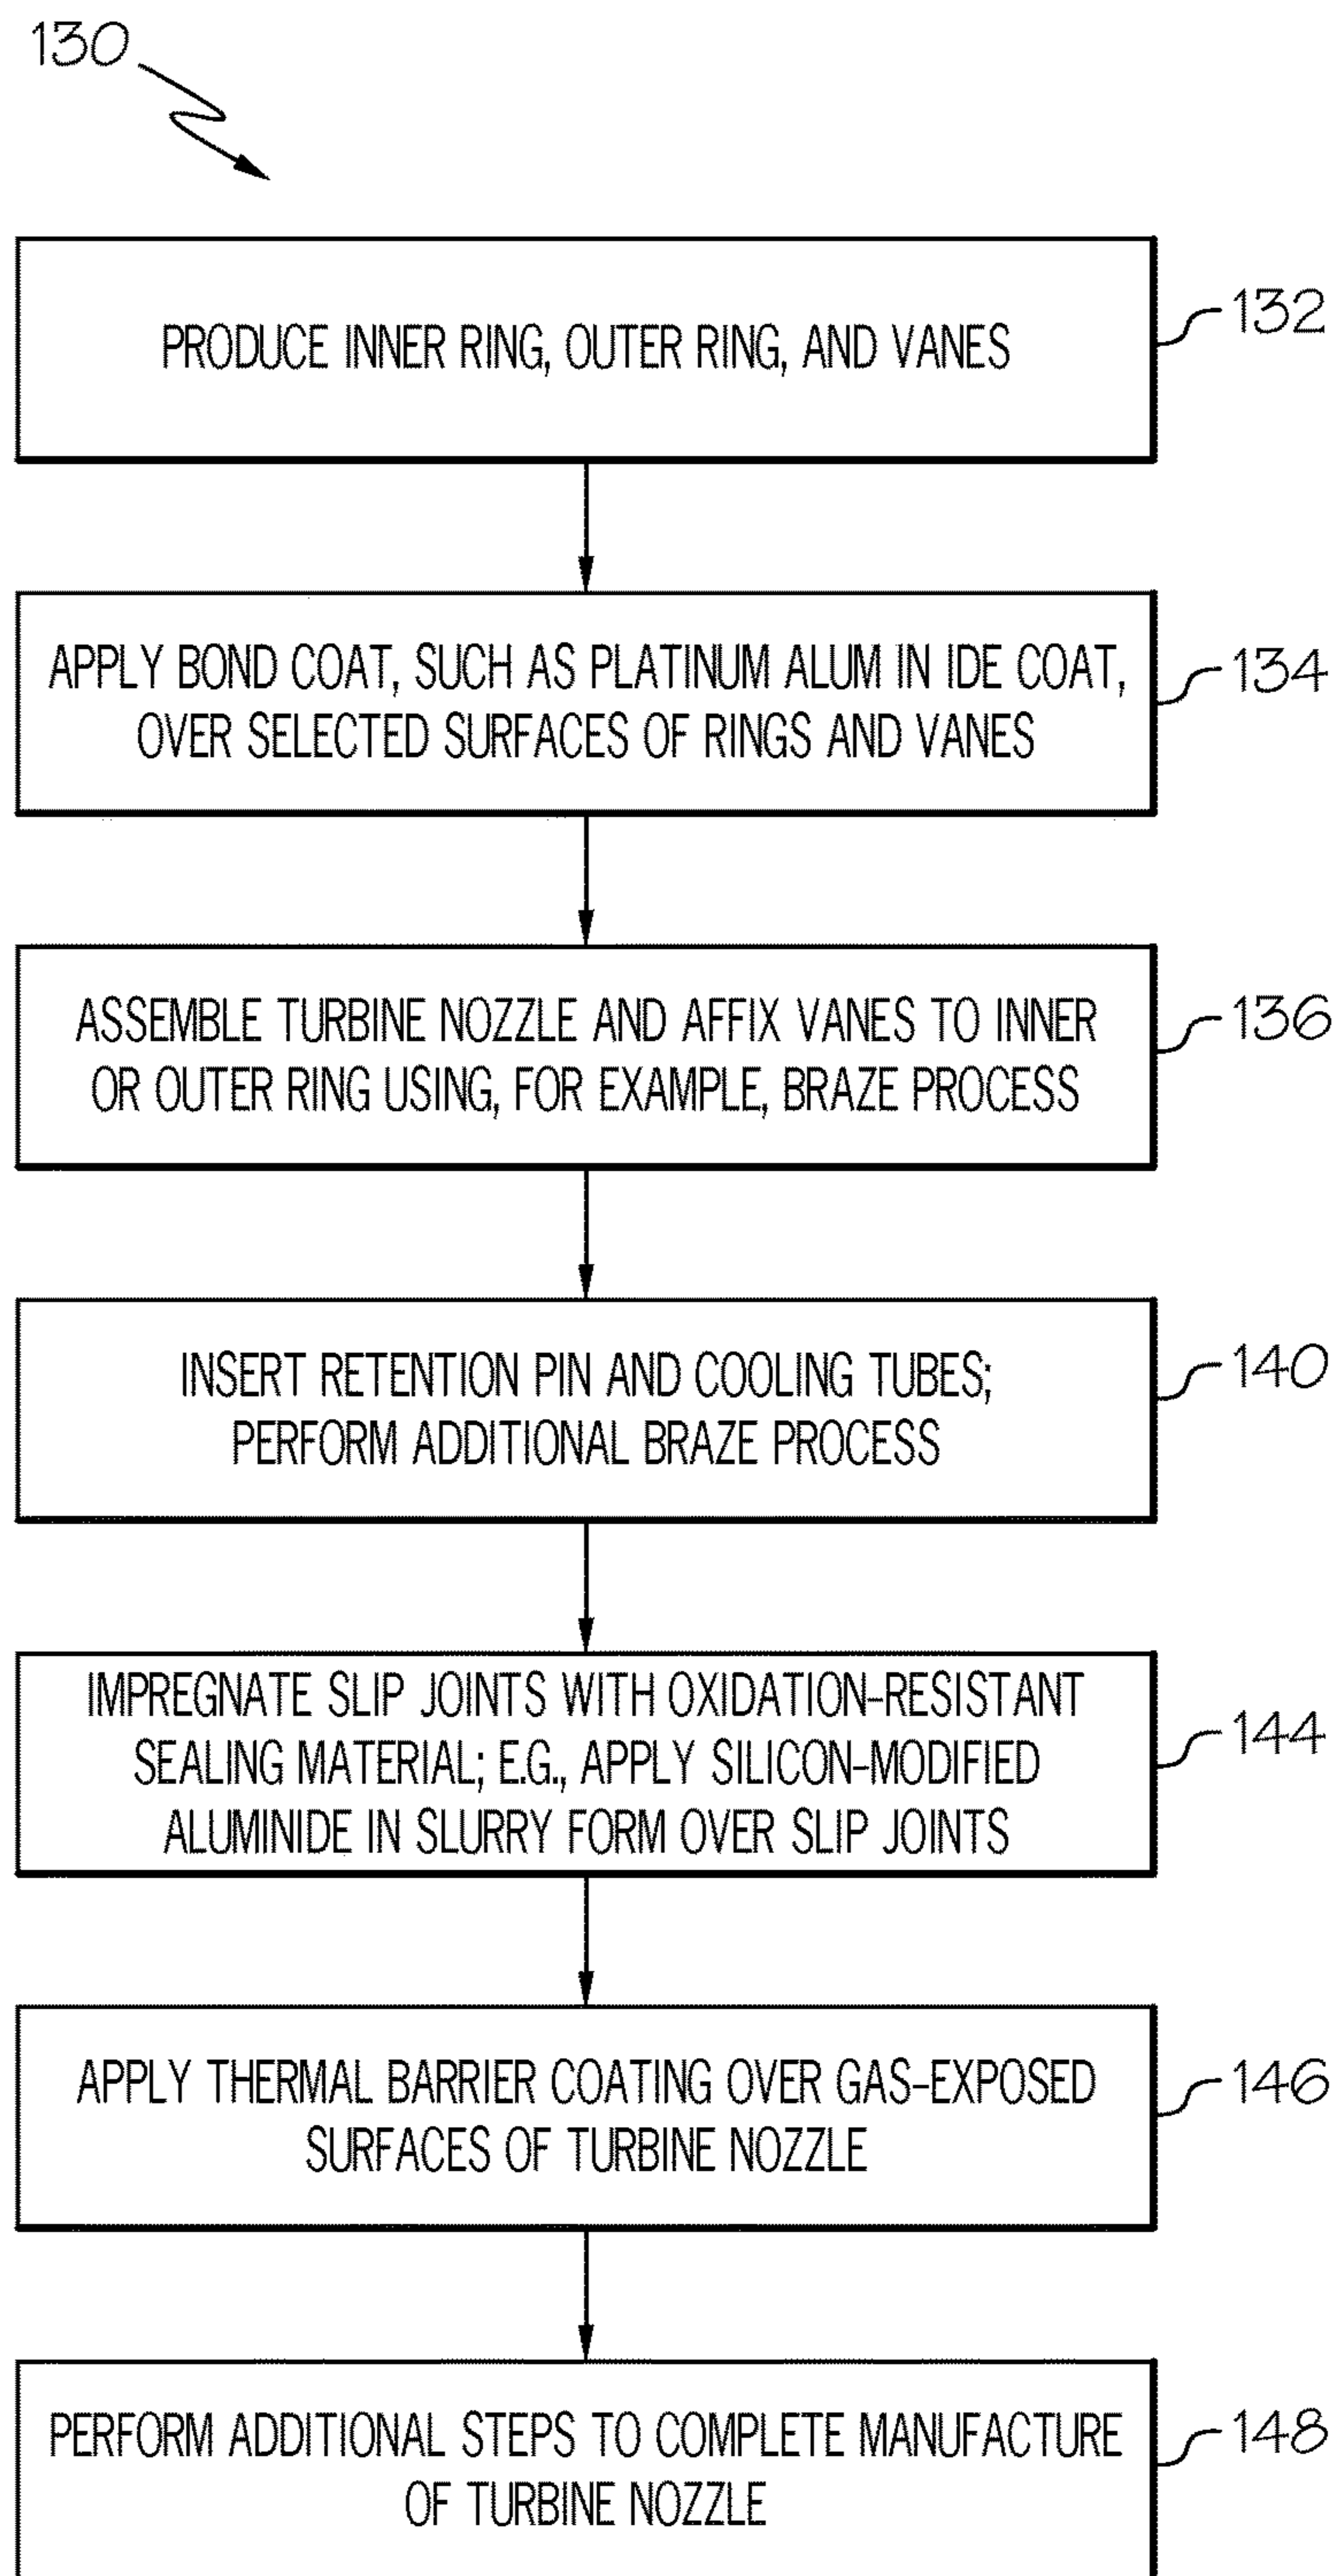 130
PRODUCE INNER RING, OUTER RING, AND VANES
132
APPLY BOND COAT, SUCH AS PLATINUM ALUM IN IDE COAT,
OVER SELECTED SURFACES OF RINGS AND VANES
134
ASSEMBLE TURBINE NOZZLE AND AFFIX VANES TO INNER
OR OUTER RING USING, FOR EXAMPLE, BRAZE PROCESS
136
INSERT RETENTION PIN AND COOLING TUBES;
PERFORM ADDITIONAL BRAZE PROCESS
140
IMPREGNATE SLIP JOINTS WITH OXIDATION-RESISTANT
SEALING MATERIAL; E.G., APPLY SILICON-MODIFIED
ALUMINIDE IN SLURRY FORM OVER SLIP JOINTS
144
APPLY THERMAL BARRIER COATING OVER GAS-EXPOSED
SURFACES OF TURBINE NOZZLE
146
PERFORM ADDITIONAL STEPS TO COMPLETE MANUFACTURE
OF TURBINE NOZZLE
148